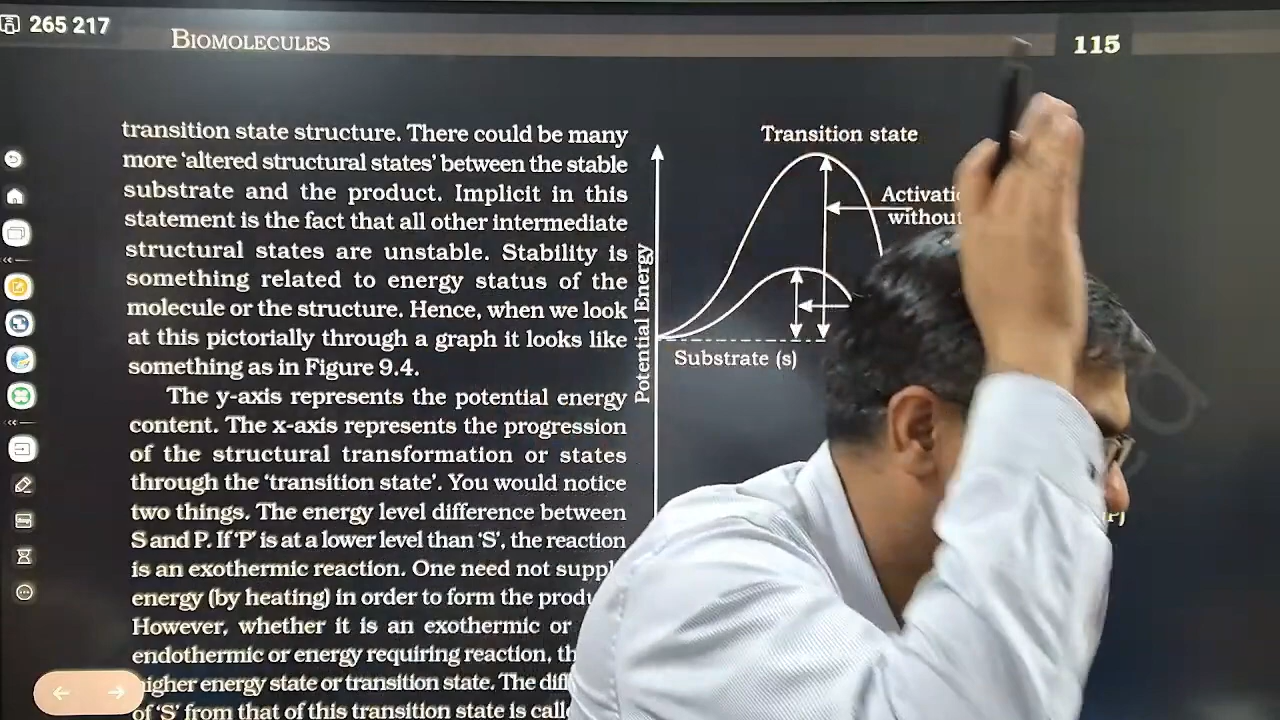 265 217
BIOMOLECULES
115
transition state structure. There could be many
more ‘altered structural states’ between the stable
substrate and the product. Implicit in this
statement is the fact that all other intermediate
structural states are unstable. Stability is
something related to energy status of the
molecule or the structure. Hence, when we look
at this pictorially through a graph it looks like
something as in Figure 9.4.
The y-axis represents the potential energy
content. The x-axis represents the progression
of the structural transformation or states
through the ‘transition state’. You would notice
two things. The energy level difference between
S and P. If ‘P’ is at a lower level than ‘S’, the reaction
is an exothermic reaction. One need not suppl
energy (by heating) in order to form the produ
However, whether it is an exothermic or
endothermic or energy requiring reaction, th
higher energy state or transition state. The dif
of ‘S’ from that of this transition state is call
Transition state
Activati
without
Potential Energy
Substrate (s)